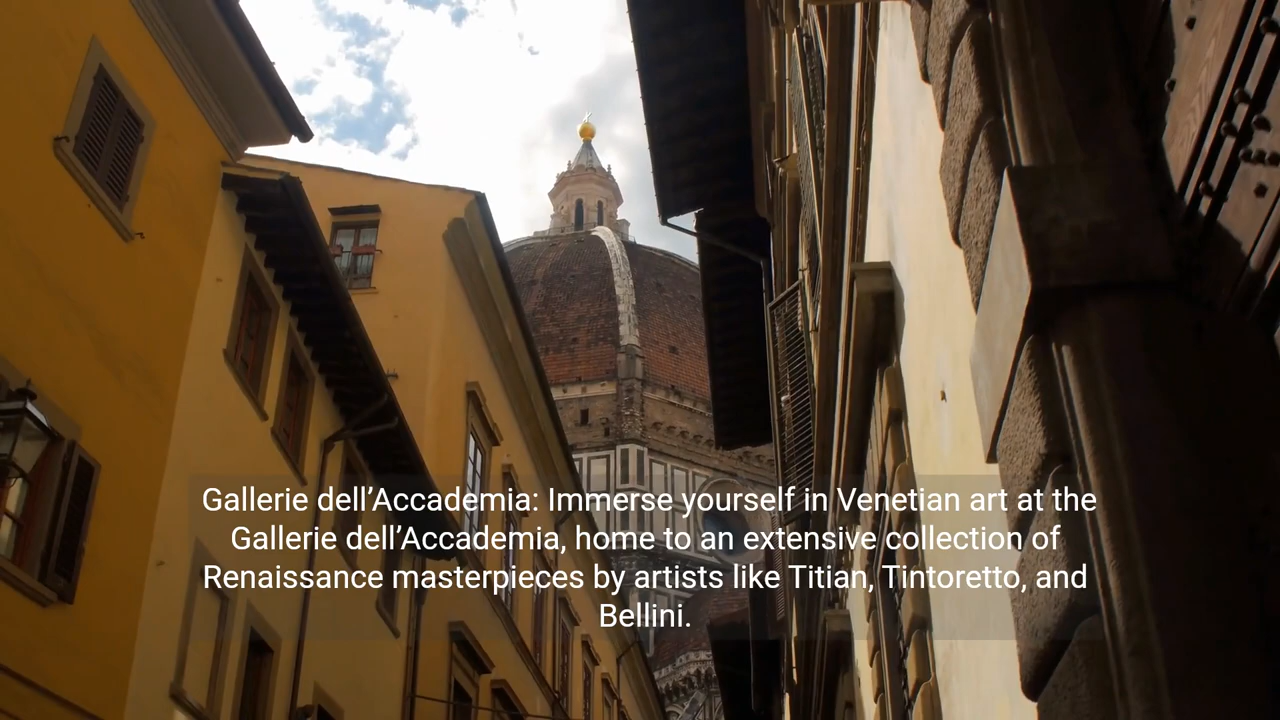 Gallerie dell’Accademia: Immerse yourself in Venetian art at the
Gallerie dell’Accademia, home to an extensive collection of
Renaissance masterpieces by artists like Titian, Tintoretto, and
Bellini.